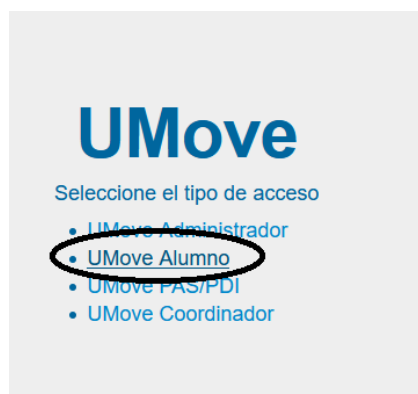 UMove
Seleccione el tipo de acceso
UMove Administrador
UMove Alumno
UMove PAS/PDI
UMove Coordinador